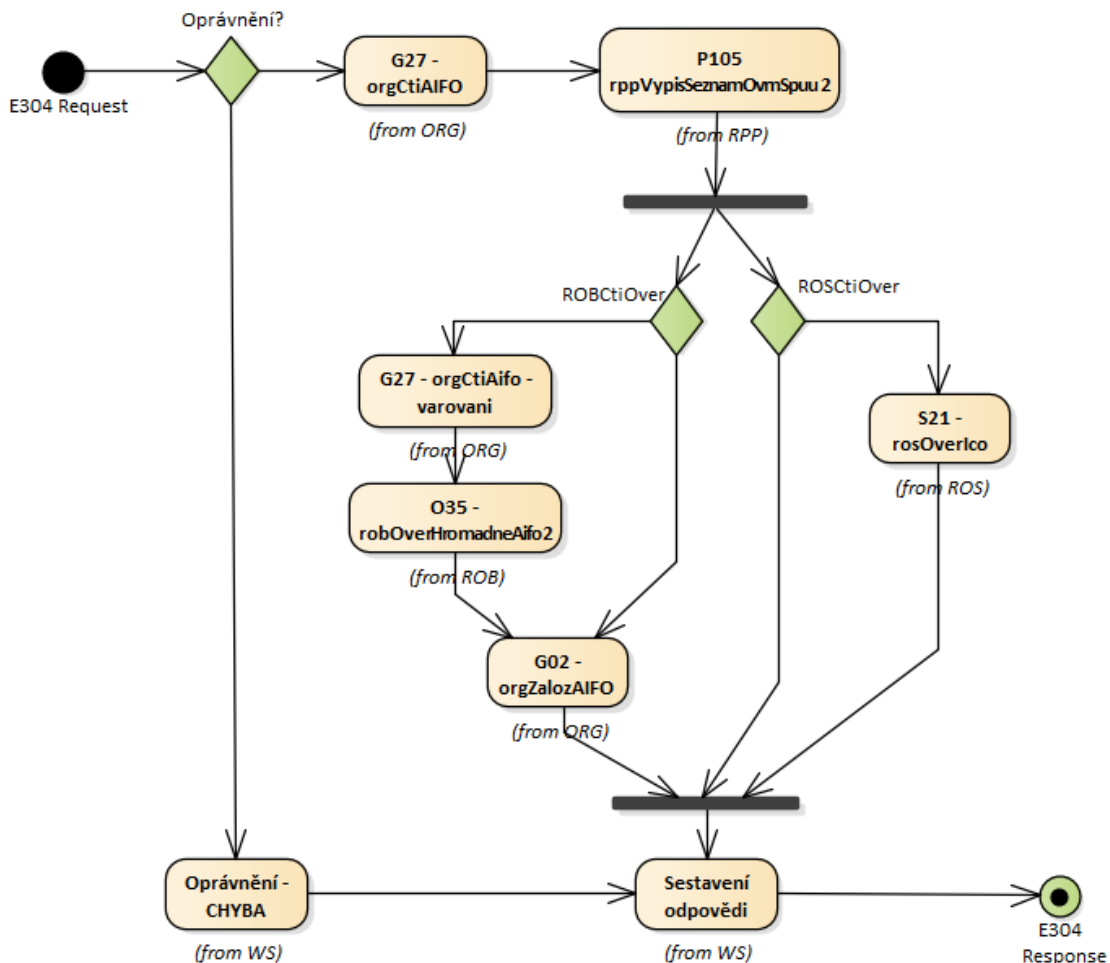 Oprávnění?
E304 Request
G27 -
orgCtiAIFO
(from ORG)
P105
rppVypisSeznamOvmSpuu2
(from RPP)
ROBCtiOver
ROSCtiOver
G27 - orgCtiAifo -
varovani
(from ORG)
S21 -
rosOverIco
(from ROS)
O35 -
robOverHromadneAifo2
(from ROB)
G02 -
orgZalozAIFO
(from ORG)
Oprávnění -
CHYBA
(from WS)
Sestavení
odpovědi
(from WS)
E304
Response